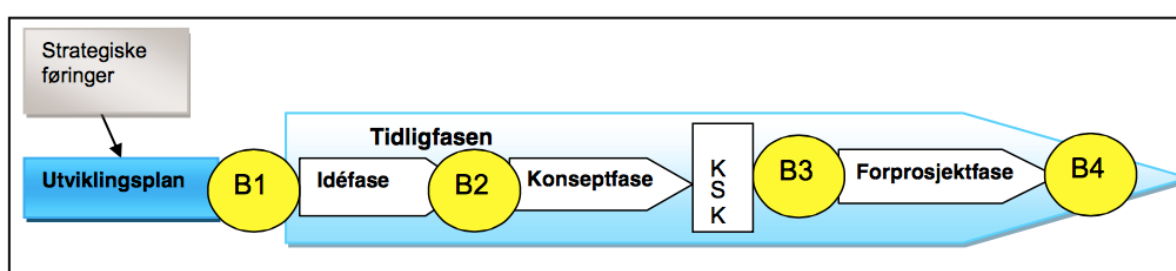 Strategiske
føringer
Tidligfasen
Utviklingsplan
B1
Idéfase
B2
Konseptfase
K
S
K
B3
Forprosjektfase
B4